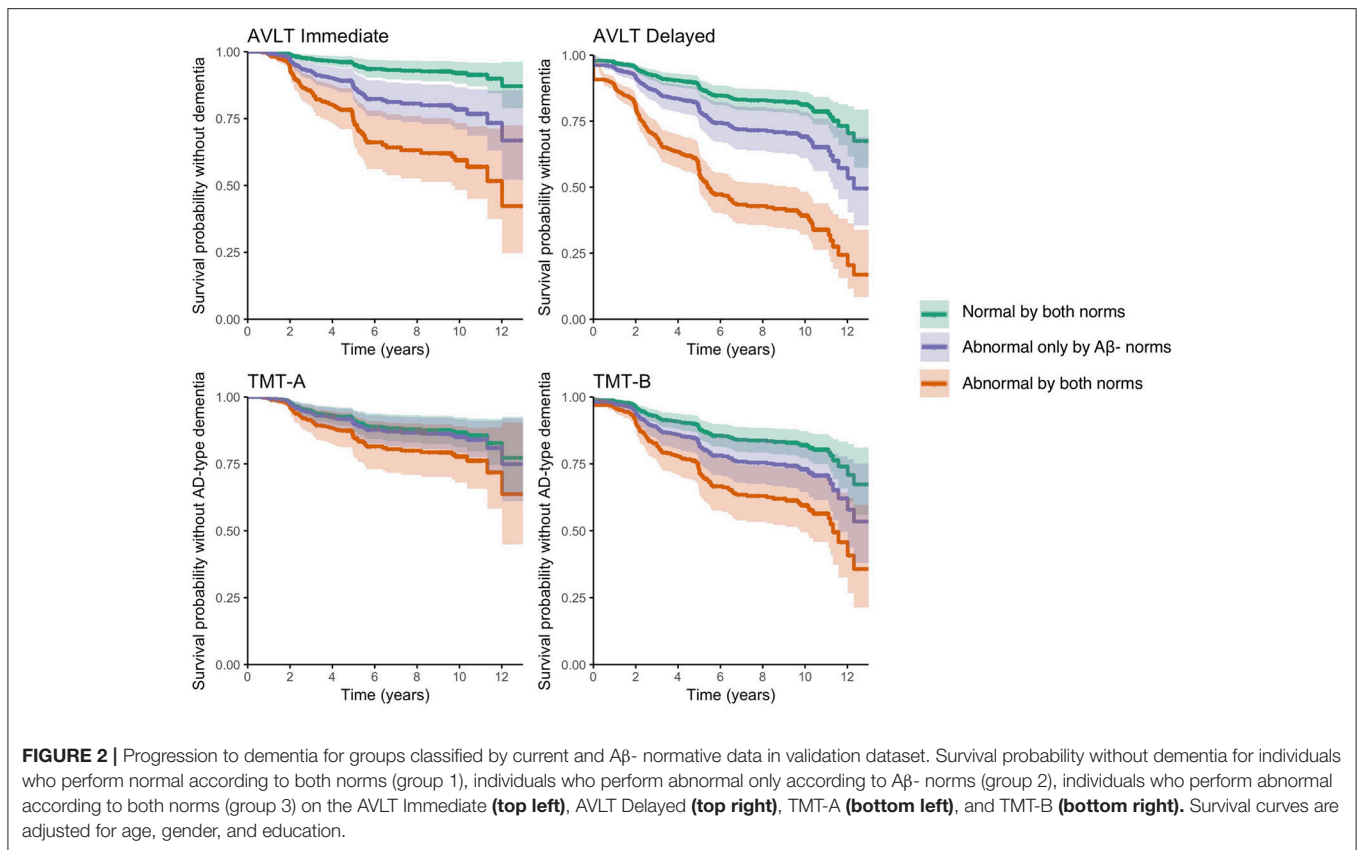 AVLT Immediate
Survival probability without dementia
1.00
0.75
0.50
0.25
0.00
0 2 4 6 8 10 12
Time (years)
AVLT Delayed
Survival probability without dementia
1.00
0.75
0.50
0.25
0.00
0 2 4 6 8 10 12
Time (years)
Normal by both norms
Abnormal only by Aβ- norms
Abnormal by both norms
TMT-A
Survival probability without AD-type dementia
1.00
0.75
0.50
0.25
0.00
0 2 4 6 8 10 12
Time (years)
TMT-B
Survival probability without AD-type dementia
1.00
0.75
0.50
0.25
0.00
0 2 4 6 8 10 12
Time (years)
FIGURE 2 | Progression to dementia for groups classified by current and Aβ- normative data in validation dataset. Survival probability without dementia for individuals
who perform normal according to both norms (group 1), individuals who perform abnormal only according to Aβ- norms (group 2), individuals who perform abnormal
according to both norms (group 3) on the AVLT Immediate (top left), AVLT Delayed (top right), TMT-A (bottom left), and TMT-B (bottom right). Survival curves are
adjusted for age, gender, and education.